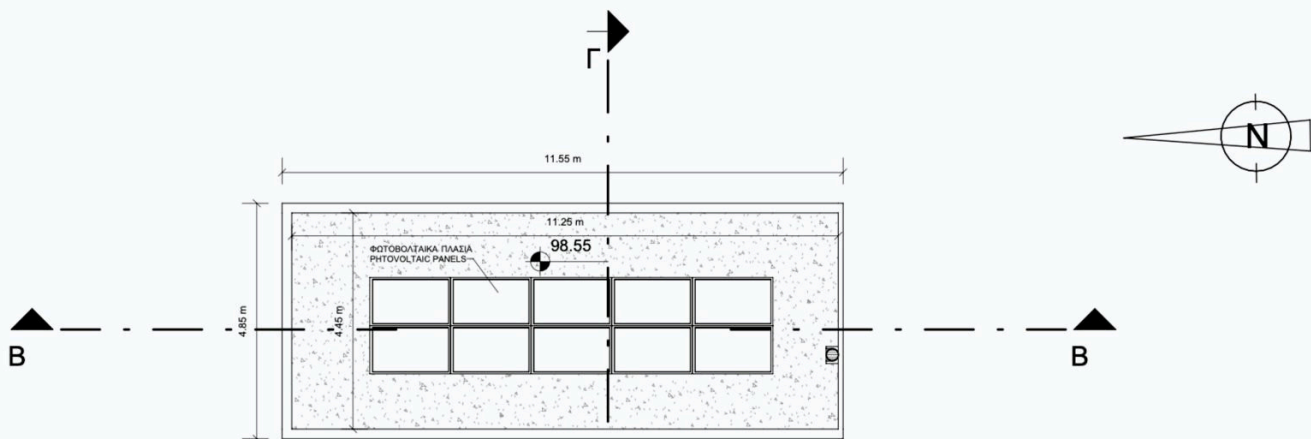 Γ
N
11.55 m
11.25 m
98.55
ΦΩΤΟΒΟΛΤΑΙΚΑ ΠΛΑΣΙΑ
PHTOVOLTAIC PANELS
4.85 m
4.45 m
B
B